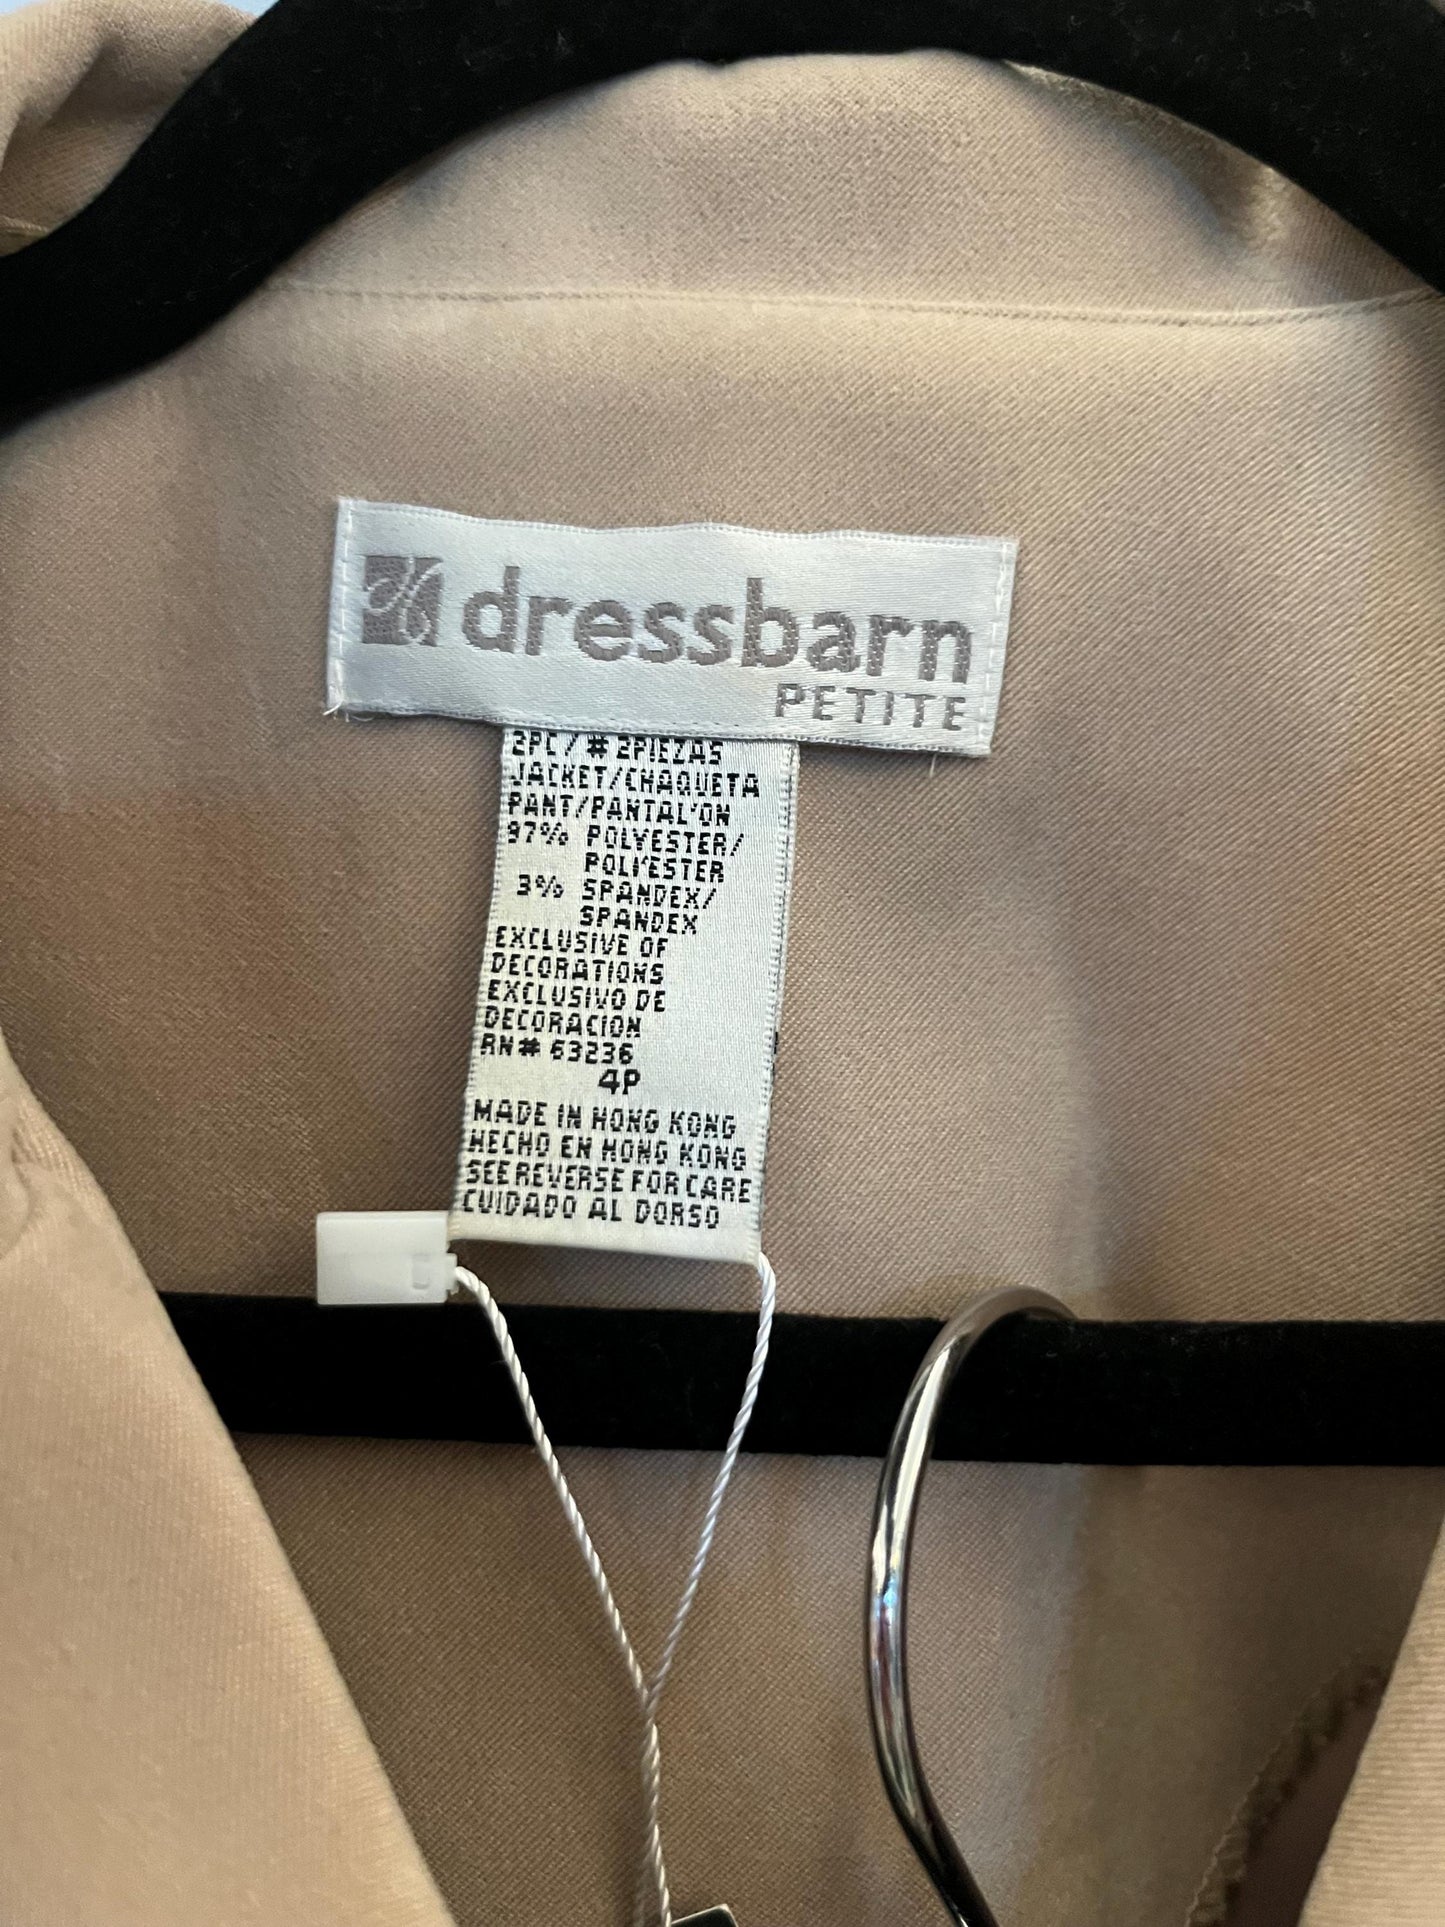 dressbarn
PETITE
2PC/# 2PIEZAS
JACKET/CHAQUETA
PANT/PANTAL'ON
97% POLYESTER/
POLYESTER
3% SPANDEX/
SPANDEX
EXCLUSIVE OF
DECORATIONS
EXCLUSIVO DE
DECORACION
RN# 63236
4P
MADE IN HONG KONG
HECHO EN HONG KONG
SEE REVERSE FOR CARE
CUIDADO AL DORSO